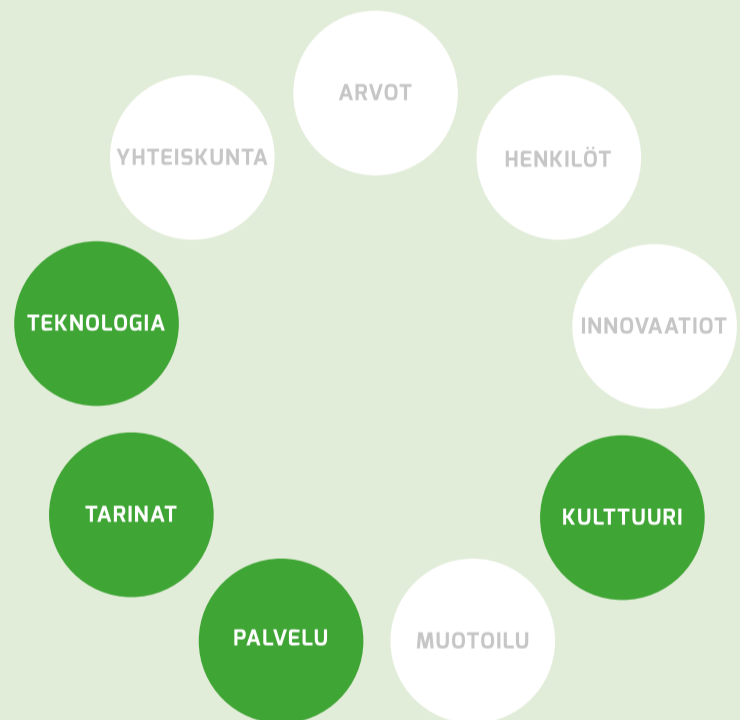 ARVOT
YHTEISKUNTA
HENKILÖT
TEKNOLOGIA
INNOVAATIOT
TARINAT
KULTTUURI
PALVELU
MUOTOILU